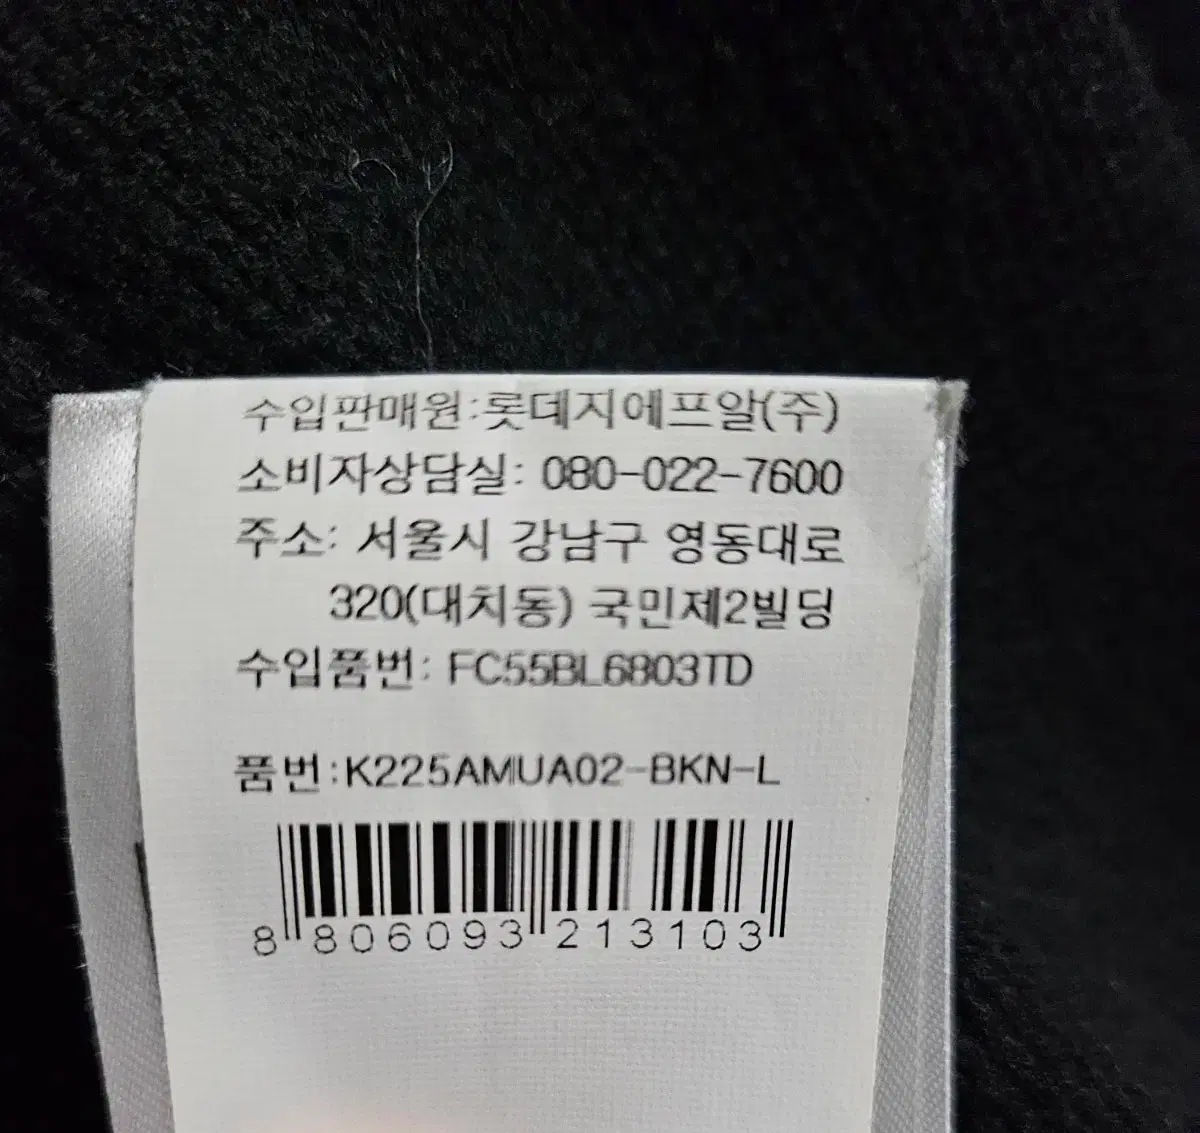 수입판매원:롯데지에프알(주)
소비자상담실: 080-022-7600
주소: 서울시 강남구 영동대로
320(대치동) 국민제2빌딩
수입품번: FC55BL6803TD
품번:K225AMUA02-BKN-L
8 806093 213103